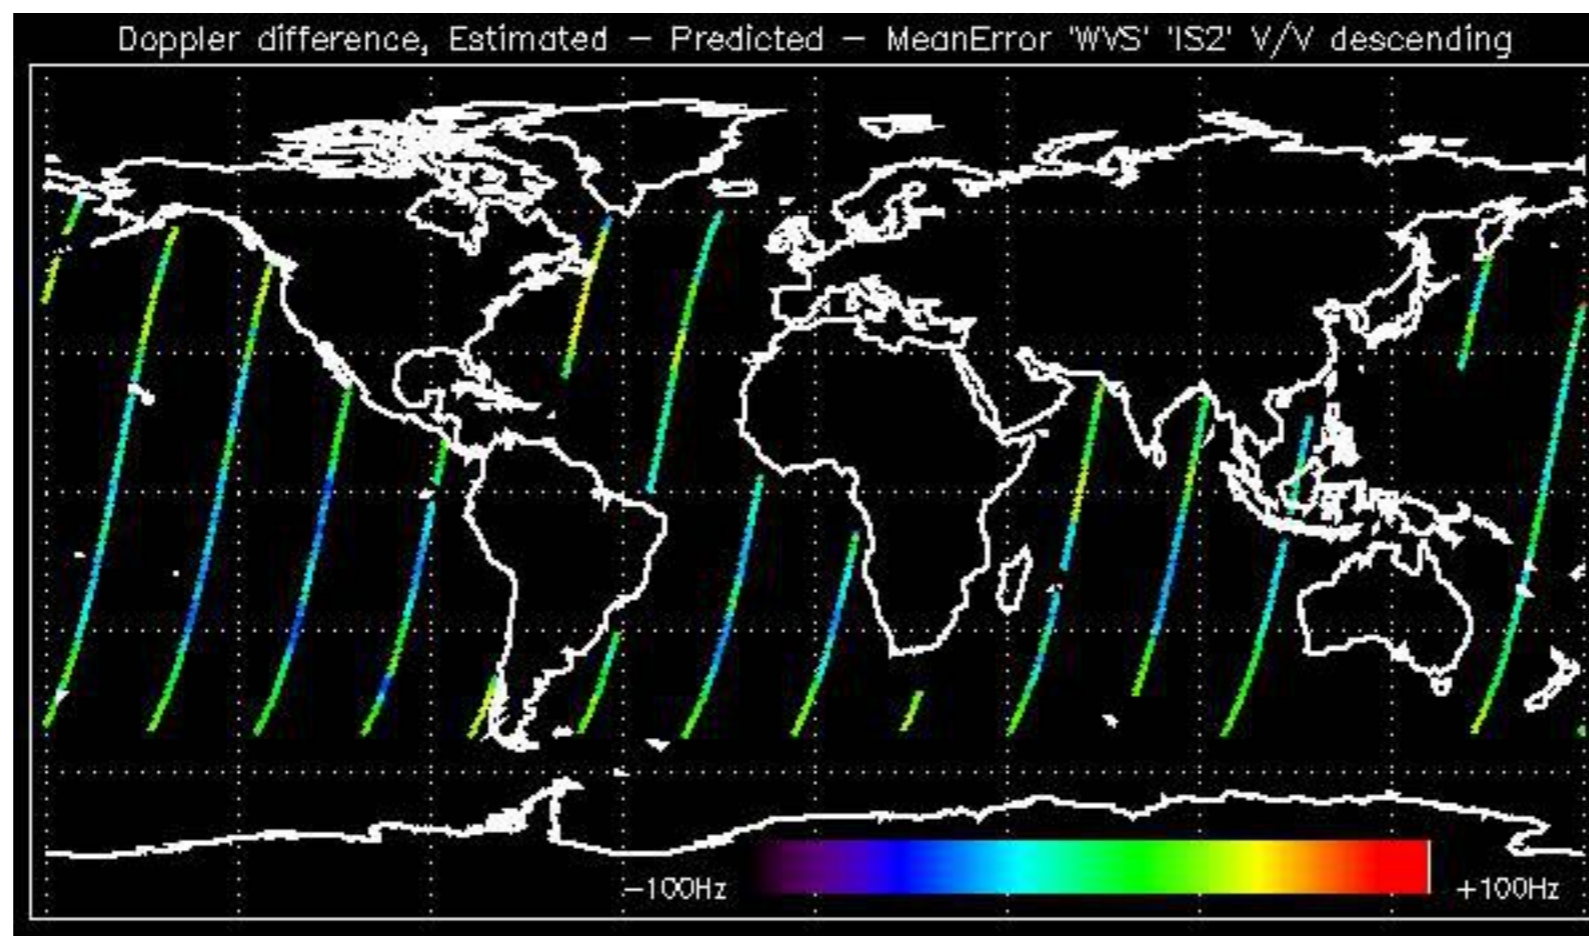 Doppler difference, Estimated – Predicted – MeanError 'WVS' 'IS2' V/V descending
–100Hz +100Hz